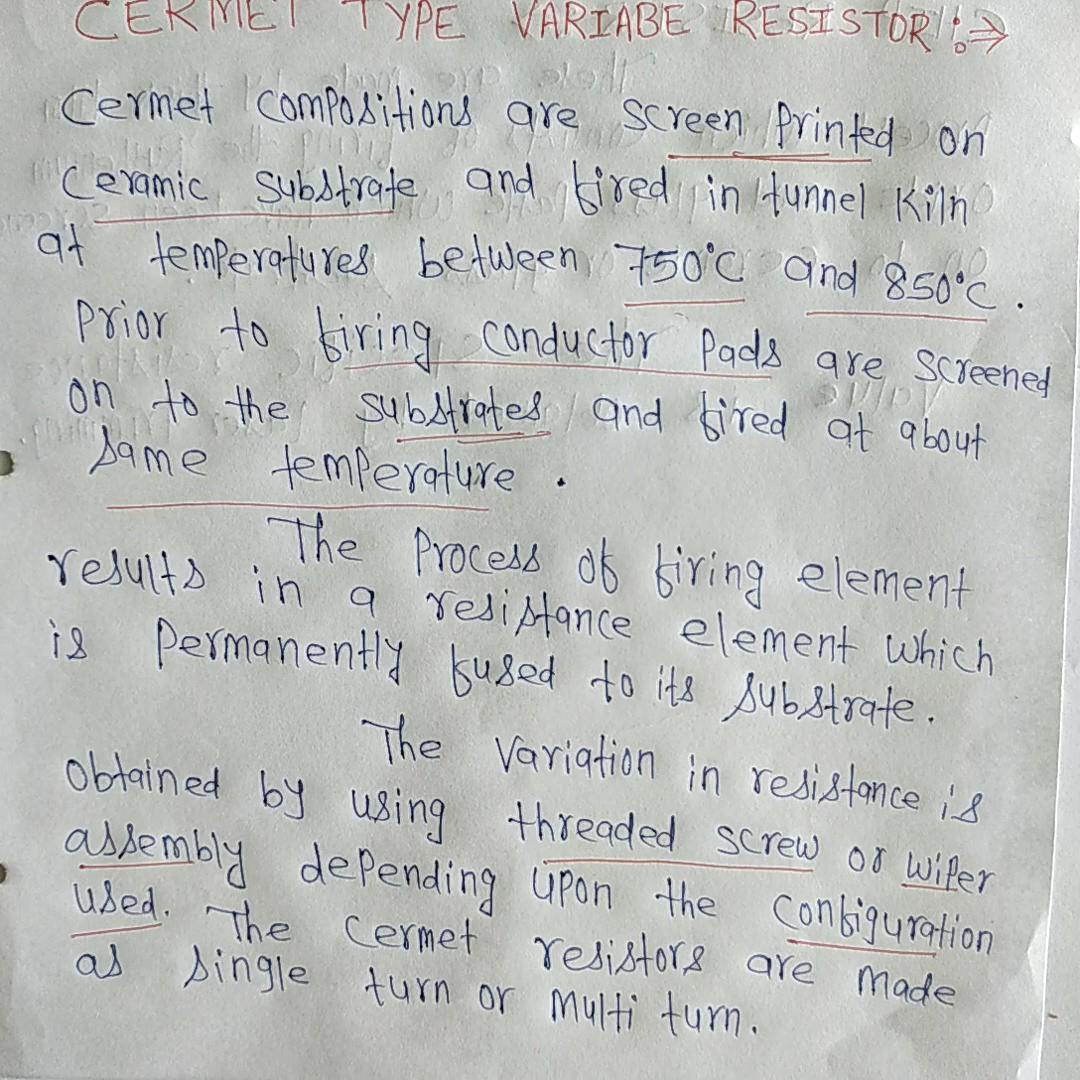 CERMET TYPE VARIABE RESISTOR :→
Cermet compositions are screen printed on
ceramic substrate and fired in tunnel Kiln
at temperatures between 750°C and 850°C.
Prior to firing conductor Pads are screened
on to the substrates and fired at about
same temperature.
The Process of firing element
results in a resistance element which
is Permanently fused to its substrate.
The variation in resistance is
obtained by using threaded screw or wiper
assembly depending upon the configuration
used. The Cermet resistors are made
as single turn or Multi turn.